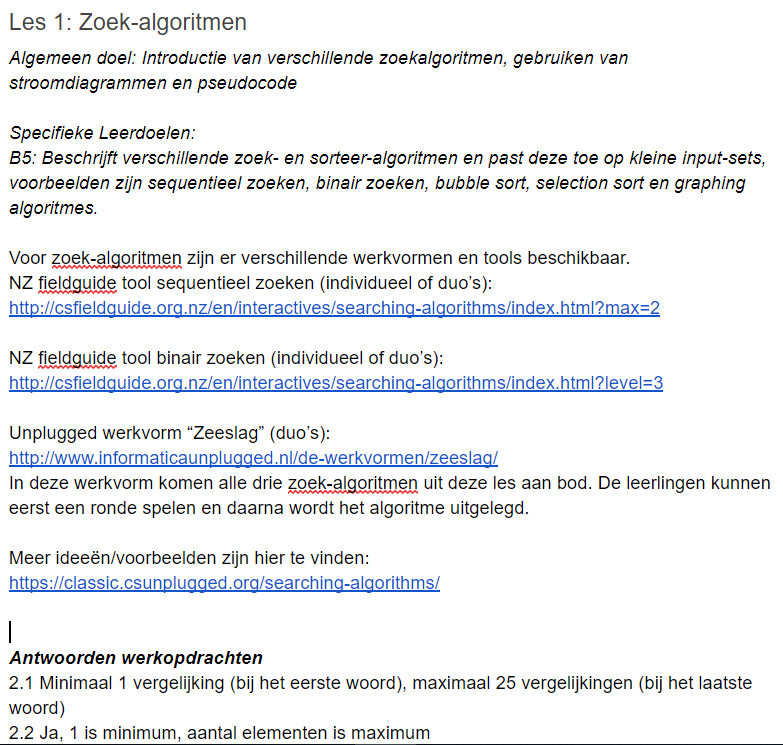 Les 1: Zoek-algoritmen
Algemeen doel: Introductie van verschillende zoekalgoritmen, gebruiken van
stroomdiagrammen en pseudocode
Specifieke Leerdoelen:
B5: Beschrijft verschillende zoek- en sorteer-algoritmen en past deze toe op kleine input-sets,
voorbeelden zijn sequentieel zoeken, binair zoeken, bubble sort, selection sort en graphing
algoritmes.
Voor zoek-algoritmen zijn er verschillende werkvormen en tools beschikbaar.
NZ fieldguide tool sequentieel zoeken (individueel of duo’s):
http://csfieldguide.org.nz/en/interactives/searching-algorithms/index.html?max=2
NZ fieldguide tool binair zoeken (individueel of duo’s):
http://csfieldguide.org.nz/en/interactives/searching-algorithms/index.html?level=3
Unplugged werkvorm “Zeeslag” (duo’s):
http://www.informaticaunplugged.nl/de-werkvormen/zeeslag/
In deze werkvorm komen alle drie zoek-algoritmen uit deze les aan bod. De leerlingen kunnen
eerst een ronde spelen en daarna wordt het algoritme uitgelegd.
Meer ideeën/voorbeelden zijn hier te vinden:
https://classic.csunplugged.org/searching-algorithms/
Antwoorden werkopdrachten
2.1 Minimaal 1 vergelijking (bij het eerste woord), maximaal 25 vergelijkingen (bij het laatste
woord)
2.2 Ja, 1 is minimum, aantal elementen is maximum